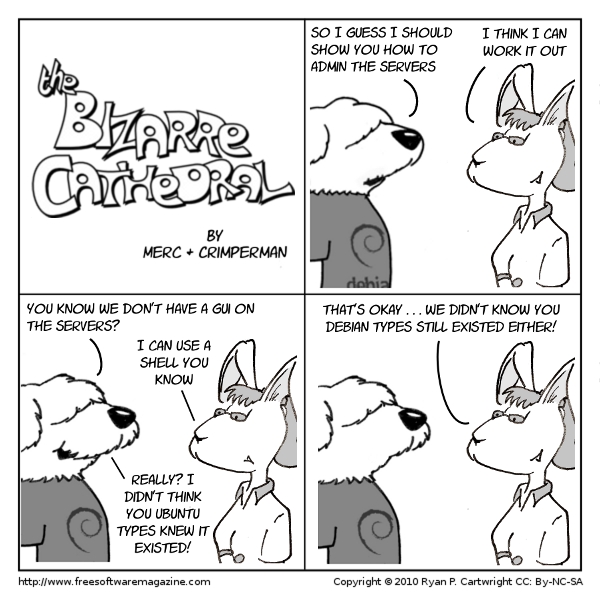 the
BIZARRE
CATHEDRAL
BY
MERC + CRIMPERMAN
SO I GUESS I SHOULD
SHOW YOU HOW TO
ADMIN THE SERVERS
I THINK I CAN
WORK IT OUT
debia
YOU KNOW WE DON'T HAVE A GUI ON
THE SERVERS?
I CAN USE A
SHELL YOU
KNOW
REALLY? I
DIDN'T THINK
YOU UBUNTU
TYPES KNEW IT
EXISTED!
THAT'S OKAY . . . WE DIDN'T KNOW YOU
DEBIAN TYPES STILL EXISTED EITHER!
http://www.freesoftwaremagazine.com
Copyright © 2010 Ryan P. Cartwright CC: By-NC-SA